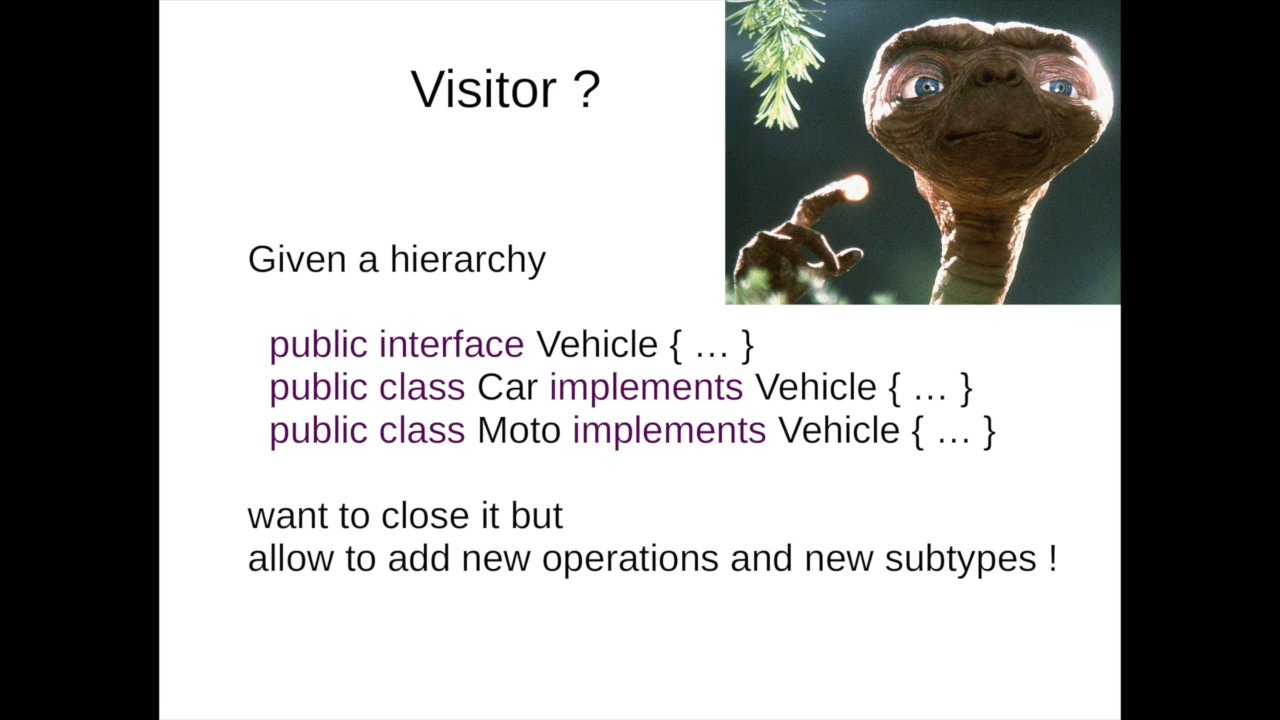 Visitor ?
Given a hierarchy
public interface Vehicle { … }
public class Car implements Vehicle { … }
public class Moto implements Vehicle { … }
want to close it but
allow to add new operations and new subtypes !